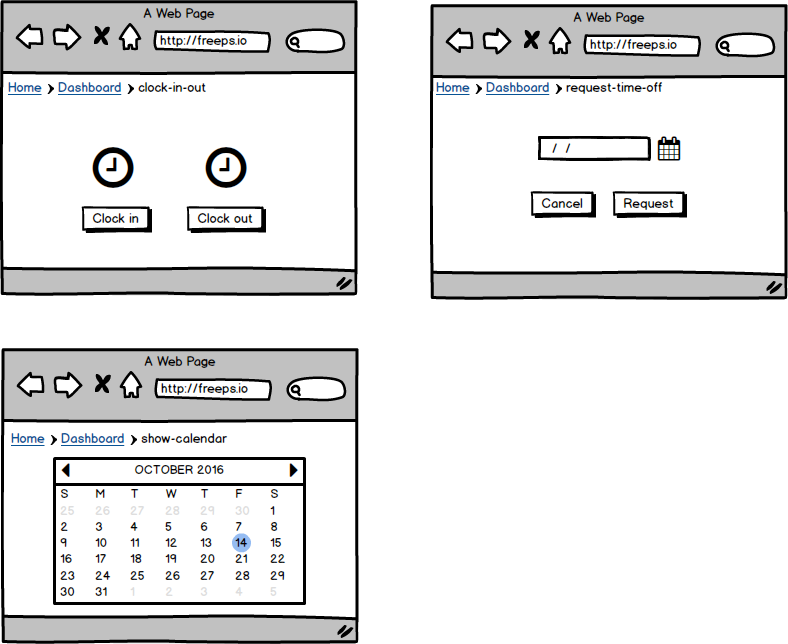 A Web Page
http://freeps.io
Home Dashboard clock-in-out
Clock in Clock out
A Web Page
http://freeps.io
Home Dashboard request-time-off
/ /
Cancel Request
A Web Page
http://freeps.io
Home Dashboard show-calendar
OCTOBER 2016
S M T W T F S
25 26 27 28 29 30 1
2 3 4 5 6 7 8
9 10 11 12 13 14 15
16 17 18 19 20 21 22
23 24 25 26 27 28 29
30 31 1 2 3 4 5